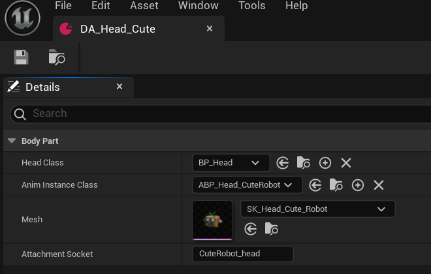 File Edit Asset Window Tools Help
DA_Head_Cute
Details
Search
Body Part
Head Class BP_Head
Anim Instance Class ABP_Head_CuteRobot
Mesh SK_Head_Cute_Robot
Attachment Socket CuteRobot_head